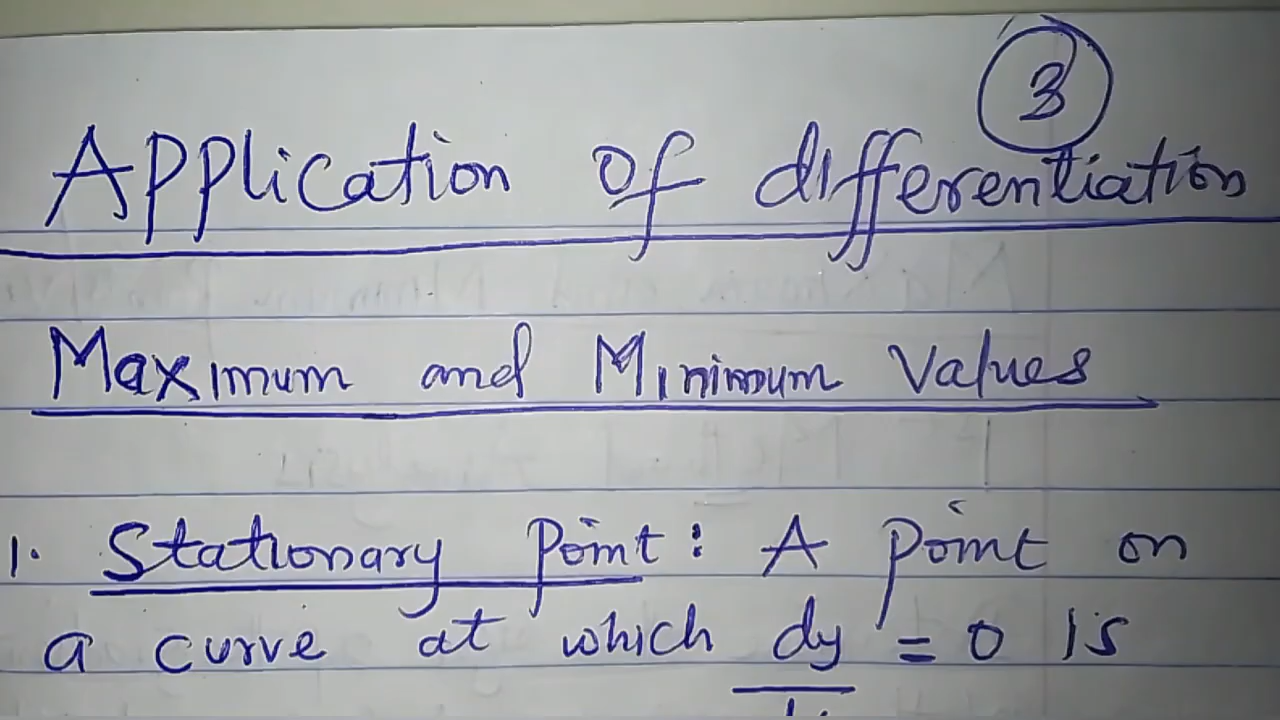 3
Application of differentiation
Maximum and Minimum Values
1. Stationary Point: A point on
a curve at which dy = 0 is